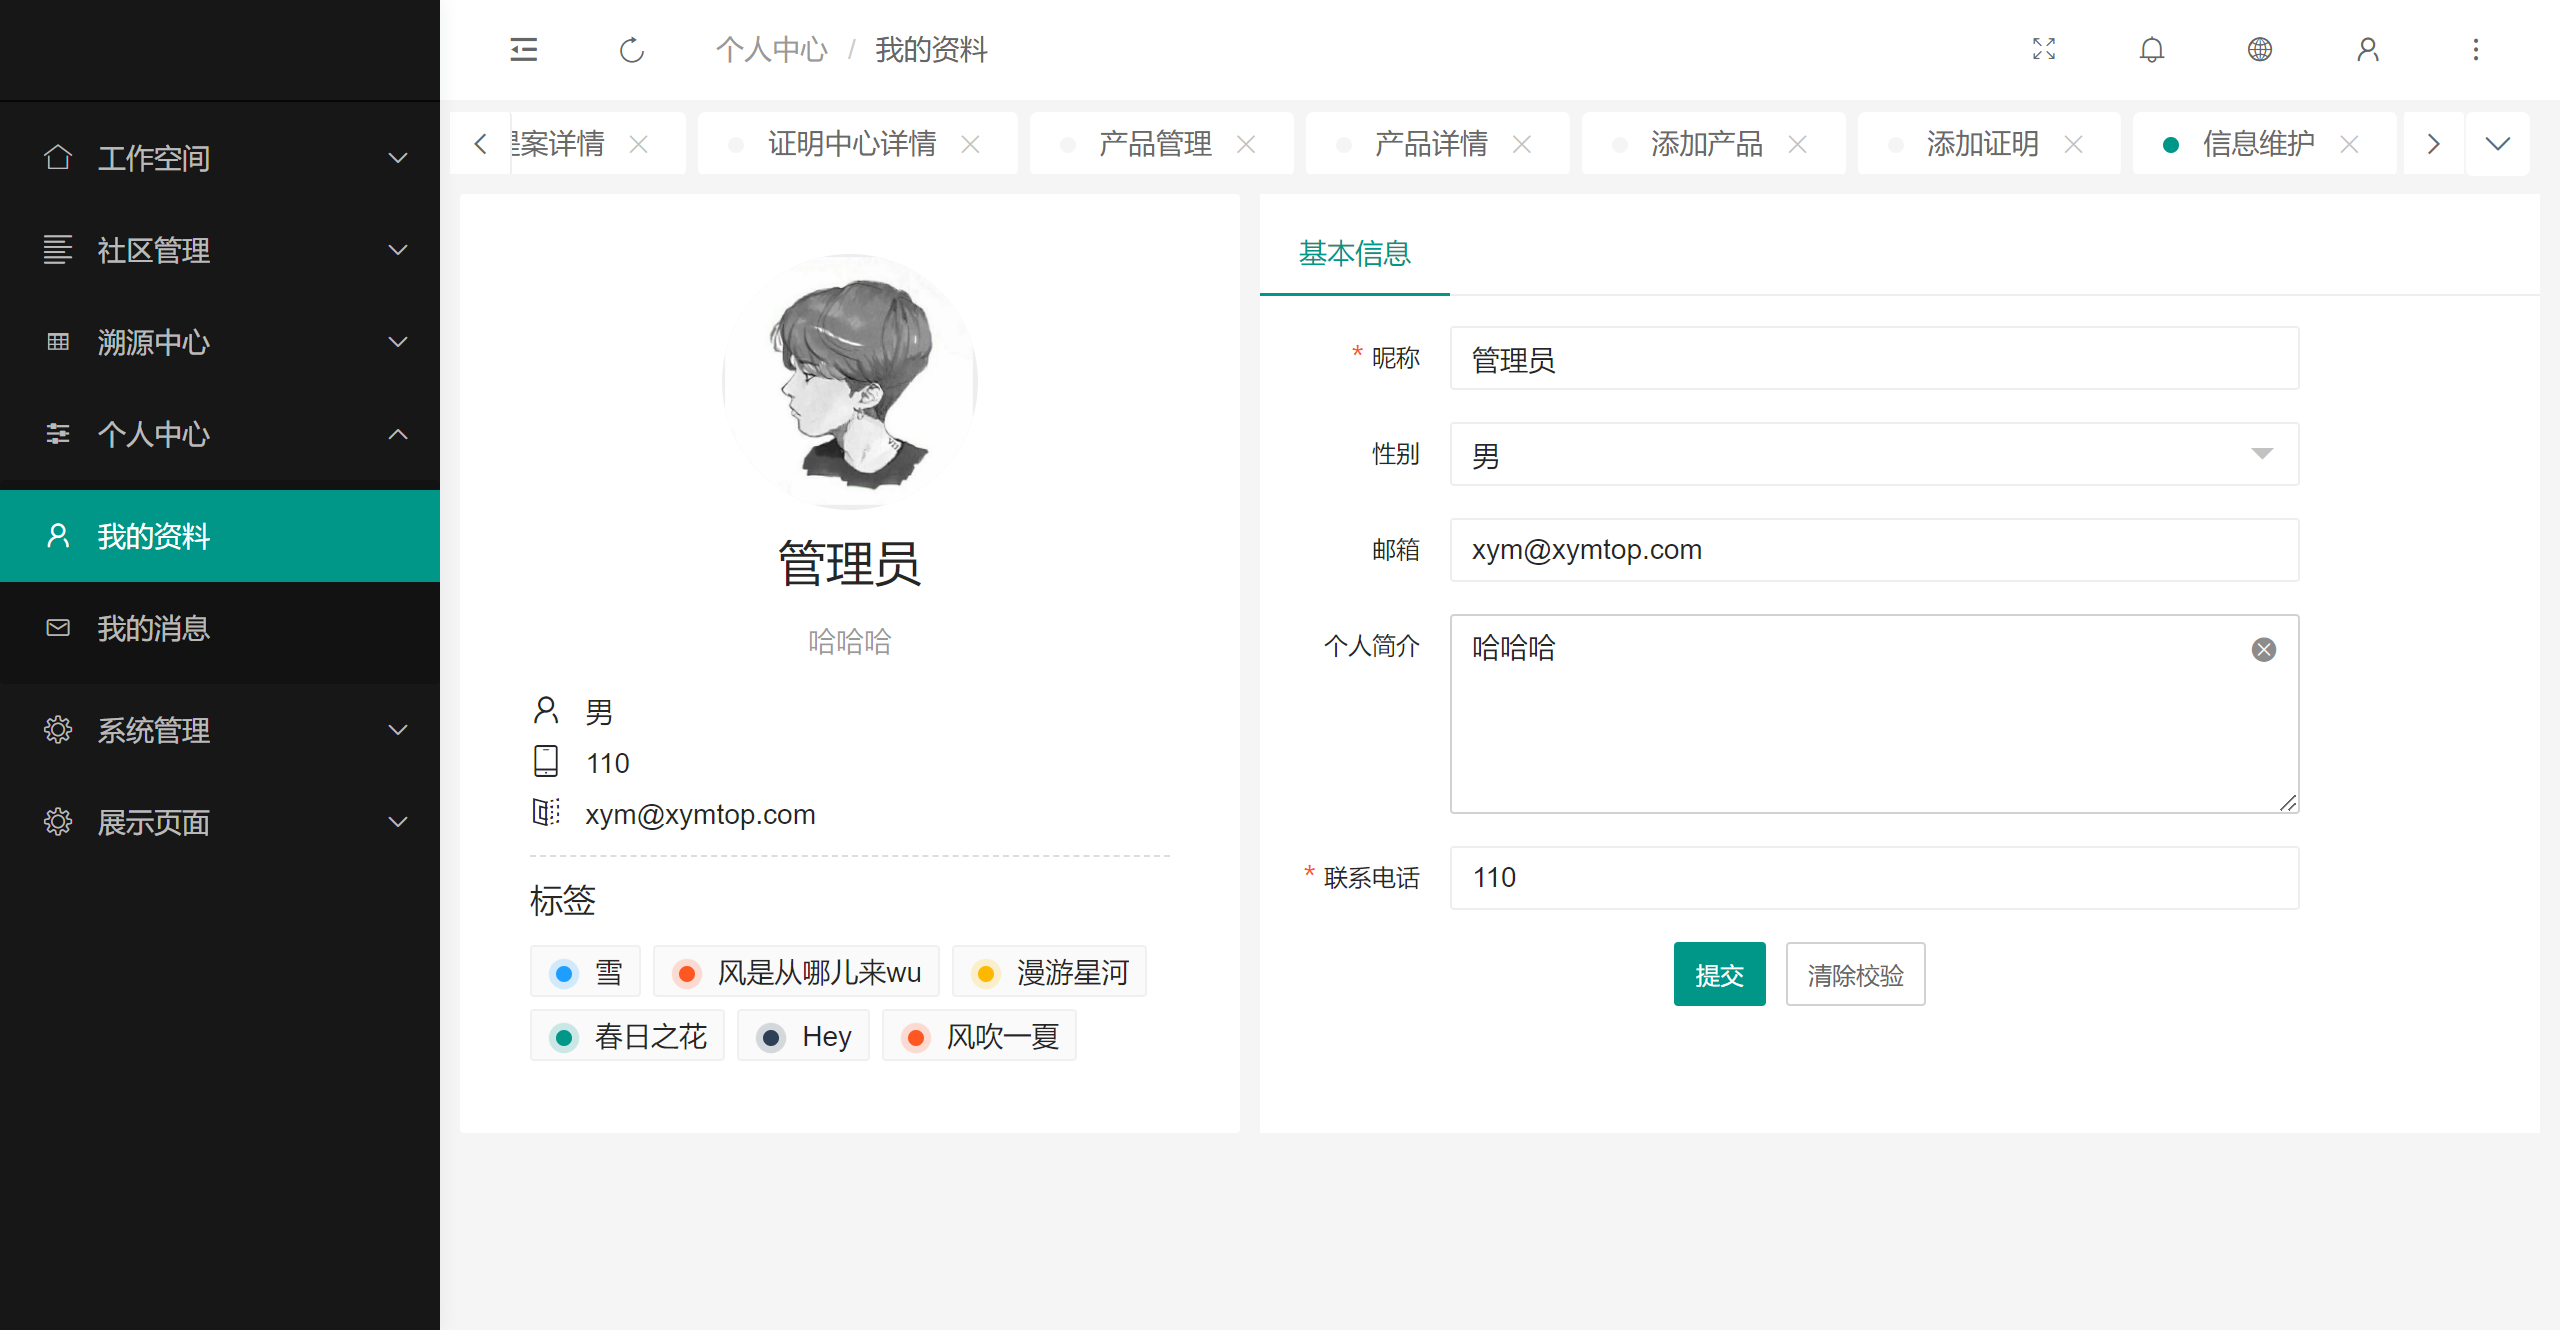 个人中心 / 我的资料
案详情
证明中心详情
产品管理
产品详情
添加产品
添加证明
信息维护
工作空间
社区管理
溯源中心
个人中心
我的资料
我的消息
系统管理
展示页面
管理员
哈哈哈
男
110
xym@xymtop.com
标签
雪
风是从哪儿来wu
漫游星河
春日之花
Hey
风吹一夏
基本信息
* 昵称
管理员
性别
男
邮箱
xym@xymtop.com
个人简介
哈哈哈
* 联系电话
110
提交
清除校验